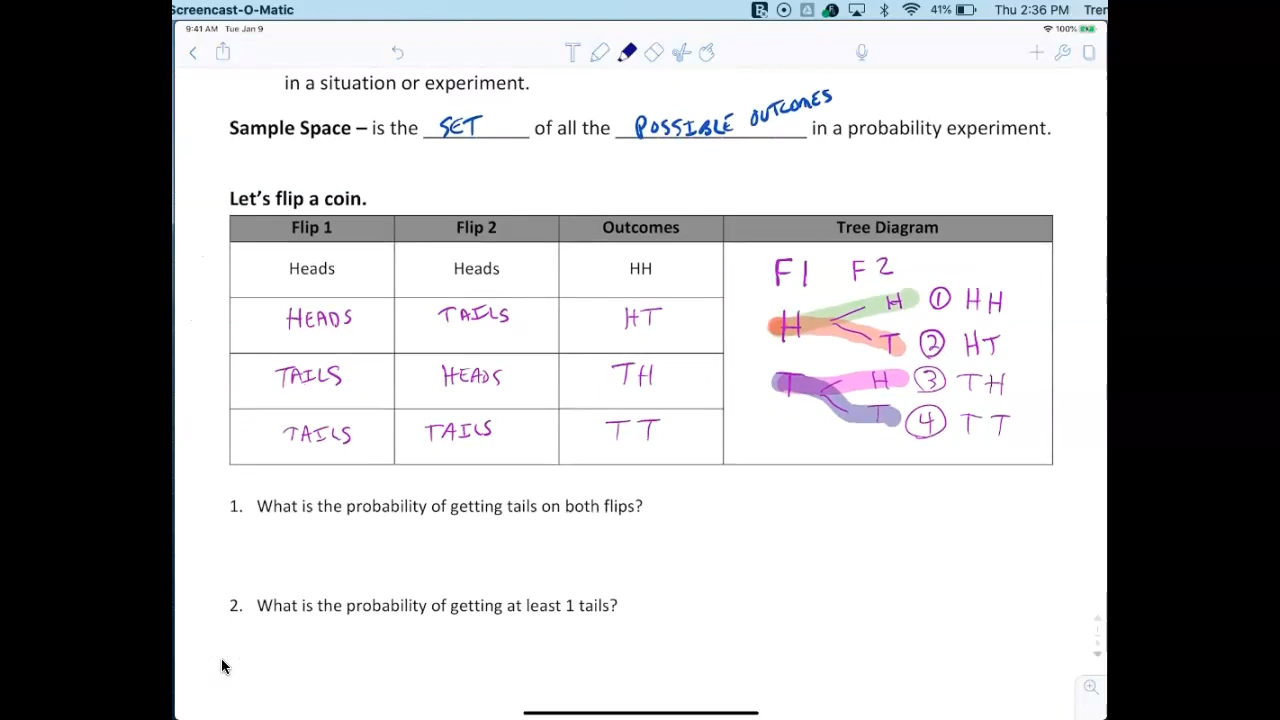 Screencast-O-Matic 41% Thu 2:36 PM Tren
9:41 AM Tue Jan 9 100%
in a situation or experiment.
Sample Space – is the SET of all the POSSIBLE OUTCOMES in a probability experiment.
Let's flip a coin.
Flip 1 Flip 2 Outcomes Tree Diagram
Heads Heads HH
HEADS TAILS HT
TAILS HEADS TH
TAILS TAILS TT
F1 F2
H H ① HH
T ② HT
T H ③ TH
T ④ TT
1. What is the probability of getting tails on both flips?
2. What is the probability of getting at least 1 tails?